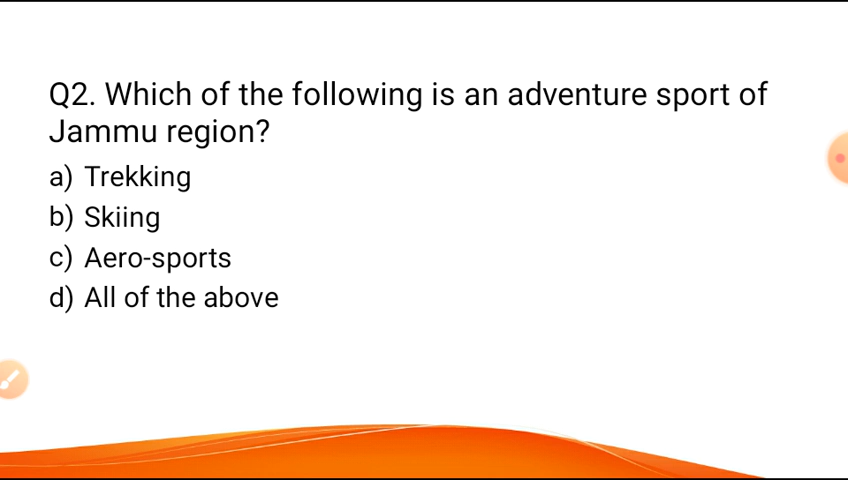 Q2. Which of the following is an adventure sport of
Jammu region?
a) Trekking
b) Skiing
c) Aero-sports
d) All of the above